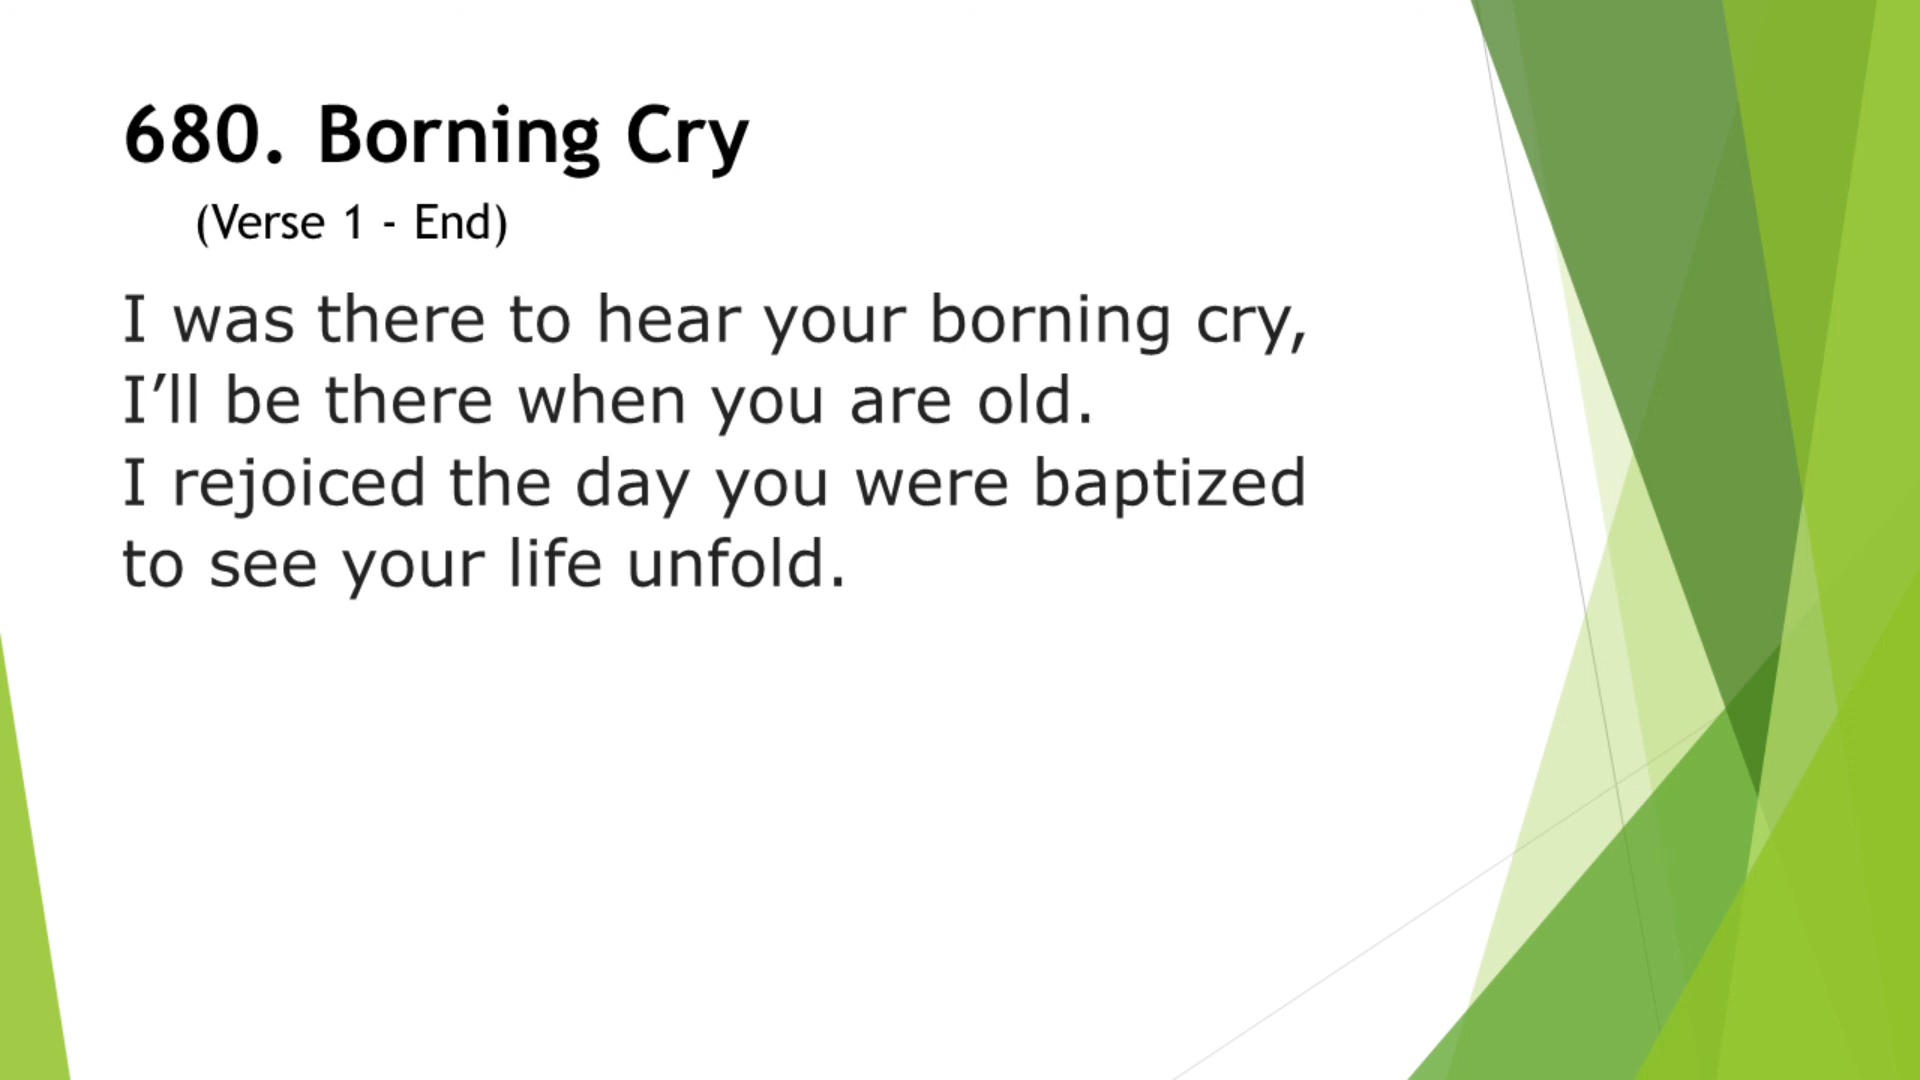 680. Borning Cry
(Verse 1 - End)
I was there to hear your borning cry,
I’ll be there when you are old.
I rejoiced the day you were baptized
to see your life unfold.